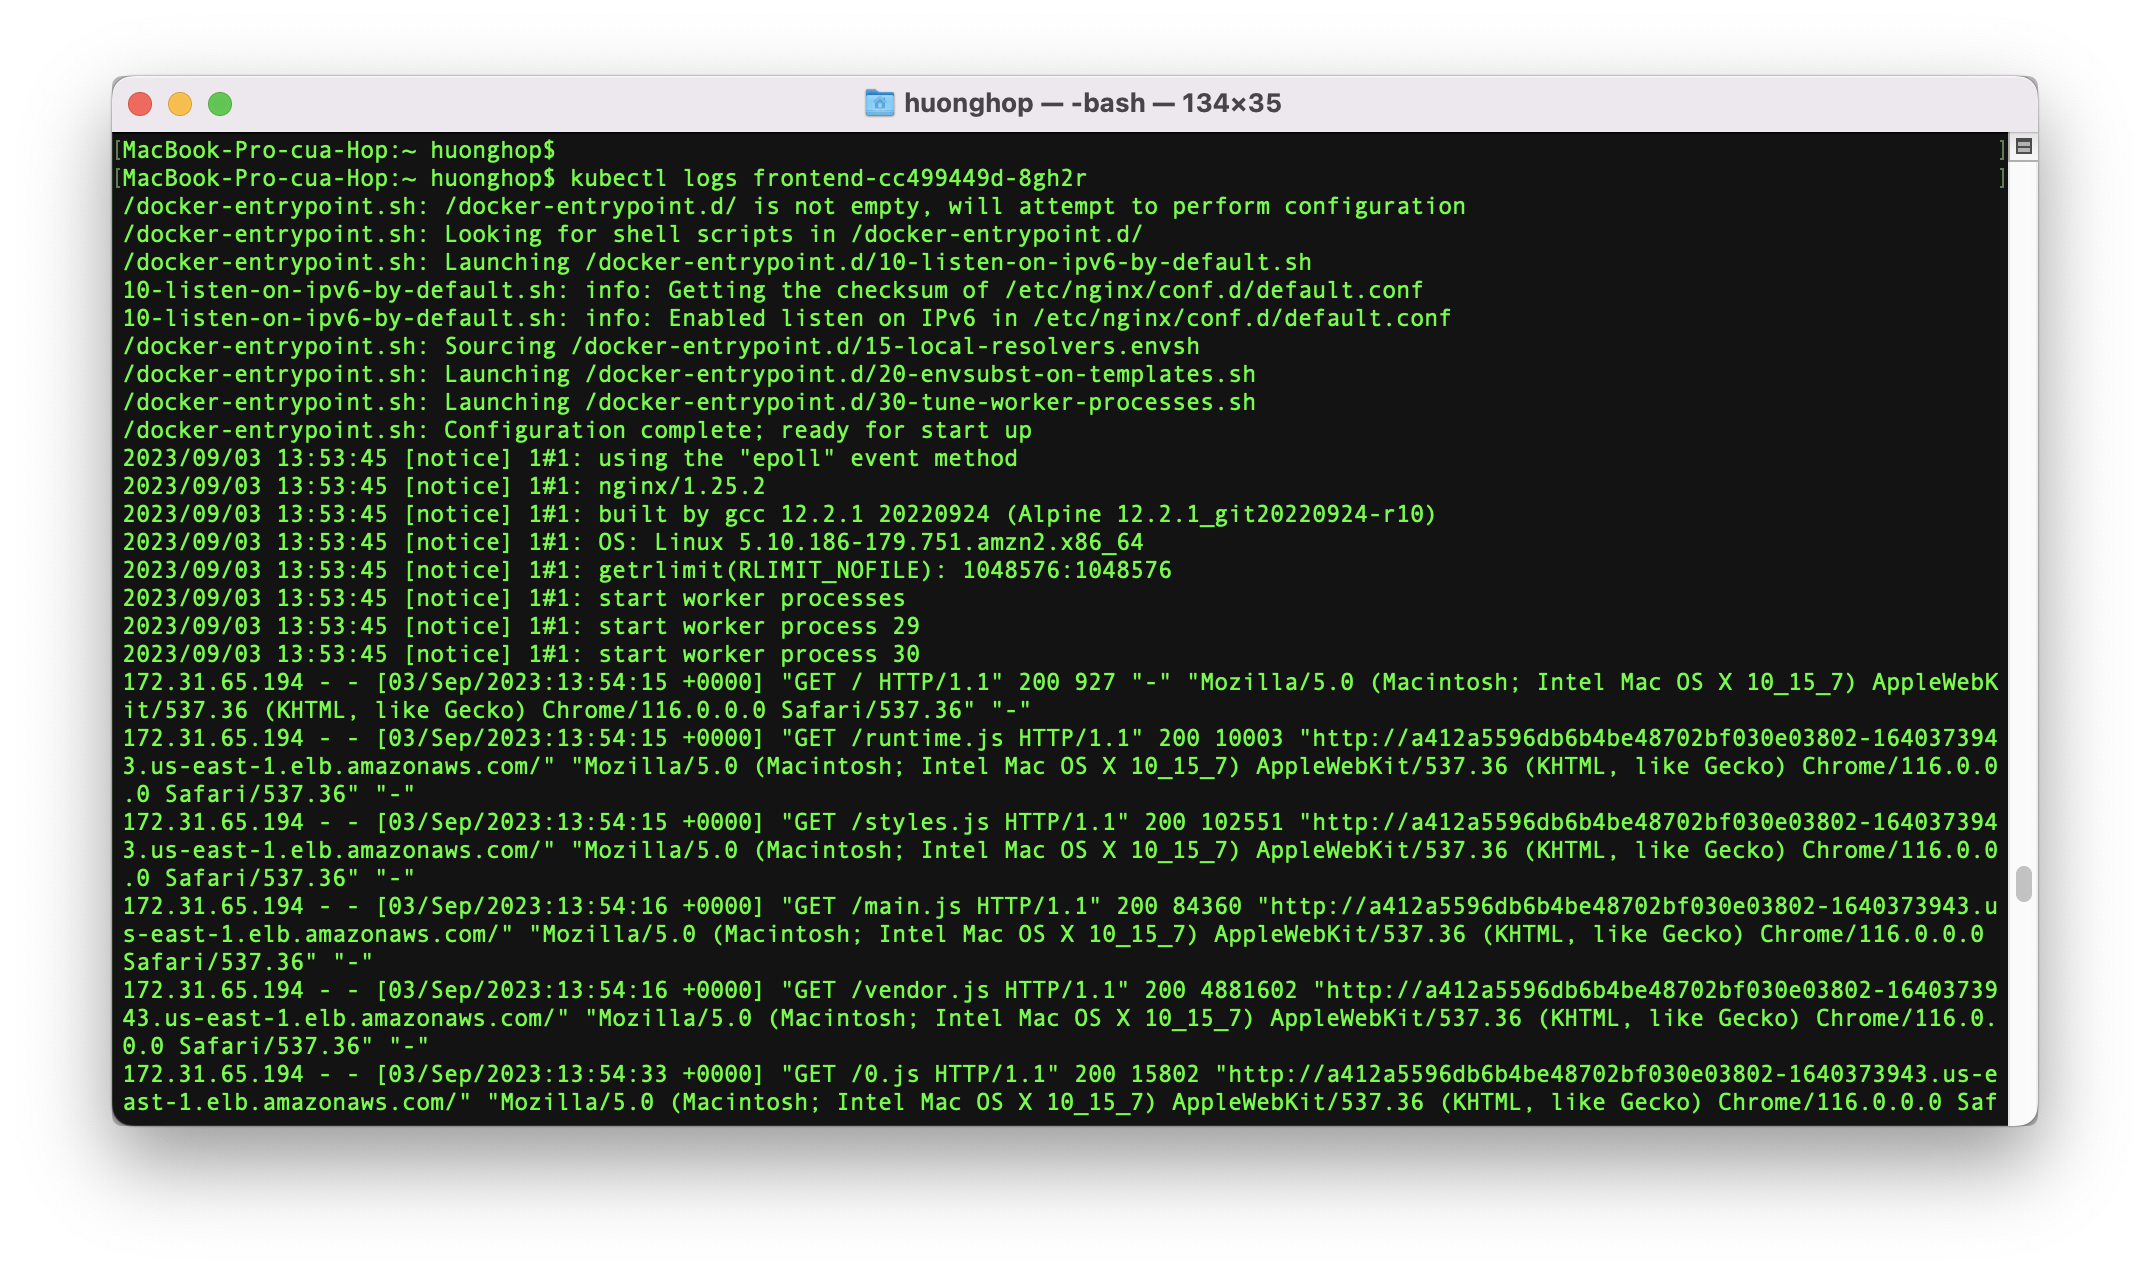 huonghop — -bash — 134×35
[MacBook-Pro-cua-Hop:~ huonghop$ ]
[MacBook-Pro-cua-Hop:~ huonghop$ kubectl logs frontend-cc499449d-8gh2r ]
/docker-entrypoint.sh: /docker-entrypoint.d/ is not empty, will attempt to perform configuration
/docker-entrypoint.sh: Looking for shell scripts in /docker-entrypoint.d/
/docker-entrypoint.sh: Launching /docker-entrypoint.d/10-listen-on-ipv6-by-default.sh
10-listen-on-ipv6-by-default.sh: info: Getting the checksum of /etc/nginx/conf.d/default.conf
10-listen-on-ipv6-by-default.sh: info: Enabled listen on IPv6 in /etc/nginx/conf.d/default.conf
/docker-entrypoint.sh: Sourcing /docker-entrypoint.d/15-local-resolvers.envsh
/docker-entrypoint.sh: Launching /docker-entrypoint.d/20-envsubst-on-templates.sh
/docker-entrypoint.sh: Launching /docker-entrypoint.d/30-tune-worker-processes.sh
/docker-entrypoint.sh: Configuration complete; ready for start up
2023/09/03 13:53:45 [notice] 1#1: using the "epoll" event method
2023/09/03 13:53:45 [notice] 1#1: nginx/1.25.2
2023/09/03 13:53:45 [notice] 1#1: built by gcc 12.2.1 20220924 (Alpine 12.2.1_git20220924-r10)
2023/09/03 13:53:45 [notice] 1#1: OS: Linux 5.10.186-179.751.amzn2.x86_64
2023/09/03 13:53:45 [notice] 1#1: getrlimit(RLIMIT_NOFILE): 1048576:1048576
2023/09/03 13:53:45 [notice] 1#1: start worker processes
2023/09/03 13:53:45 [notice] 1#1: start worker process 29
2023/09/03 13:53:45 [notice] 1#1: start worker process 30
172.31.65.194 - - [03/Sep/2023:13:54:15 +0000] "GET / HTTP/1.1" 200 927 "-" "Mozilla/5.0 (Macintosh; Intel Mac OS X 10_15_7) AppleWebK
it/537.36 (KHTML, like Gecko) Chrome/116.0.0.0 Safari/537.36" "-"
172.31.65.194 - - [03/Sep/2023:13:54:15 +0000] "GET /runtime.js HTTP/1.1" 200 10003 "http://a412a5596db6b4be48702bf030e03802-164037394
3.us-east-1.elb.amazonaws.com/" "Mozilla/5.0 (Macintosh; Intel Mac OS X 10_15_7) AppleWebKit/537.36 (KHTML, like Gecko) Chrome/116.0.0
.0 Safari/537.36" "-"
172.31.65.194 - - [03/Sep/2023:13:54:15 +0000] "GET /styles.js HTTP/1.1" 200 102551 "http://a412a5596db6b4be48702bf030e03802-164037394
3.us-east-1.elb.amazonaws.com/" "Mozilla/5.0 (Macintosh; Intel Mac OS X 10_15_7) AppleWebKit/537.36 (KHTML, like Gecko) Chrome/116.0.0
.0 Safari/537.36" "-"
172.31.65.194 - - [03/Sep/2023:13:54:16 +0000] "GET /main.js HTTP/1.1" 200 84360 "http://a412a5596db6b4be48702bf030e03802-1640373943.u
s-east-1.elb.amazonaws.com/" "Mozilla/5.0 (Macintosh; Intel Mac OS X 10_15_7) AppleWebKit/537.36 (KHTML, like Gecko) Chrome/116.0.0.0
Safari/537.36" "-"
172.31.65.194 - - [03/Sep/2023:13:54:16 +0000] "GET /vendor.js HTTP/1.1" 200 4881602 "http://a412a5596db6b4be48702bf030e03802-16403739
43.us-east-1.elb.amazonaws.com/" "Mozilla/5.0 (Macintosh; Intel Mac OS X 10_15_7) AppleWebKit/537.36 (KHTML, like Gecko) Chrome/116.0.
0.0 Safari/537.36" "-"
172.31.65.194 - - [03/Sep/2023:13:54:33 +0000] "GET /0.js HTTP/1.1" 200 15802 "http://a412a5596db6b4be48702bf030e03802-1640373943.us-e
ast-1.elb.amazonaws.com/" "Mozilla/5.0 (Macintosh; Intel Mac OS X 10_15_7) AppleWebKit/537.36 (KHTML, like Gecko) Chrome/116.0.0.0 Saf